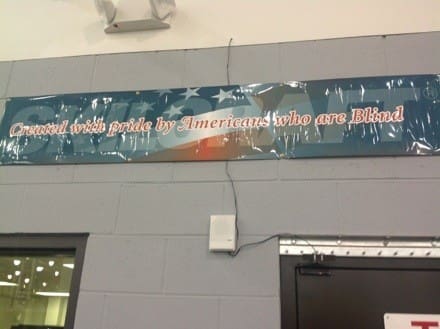 SKILCRAFT®
Created with pride by Americans who are Blind
T